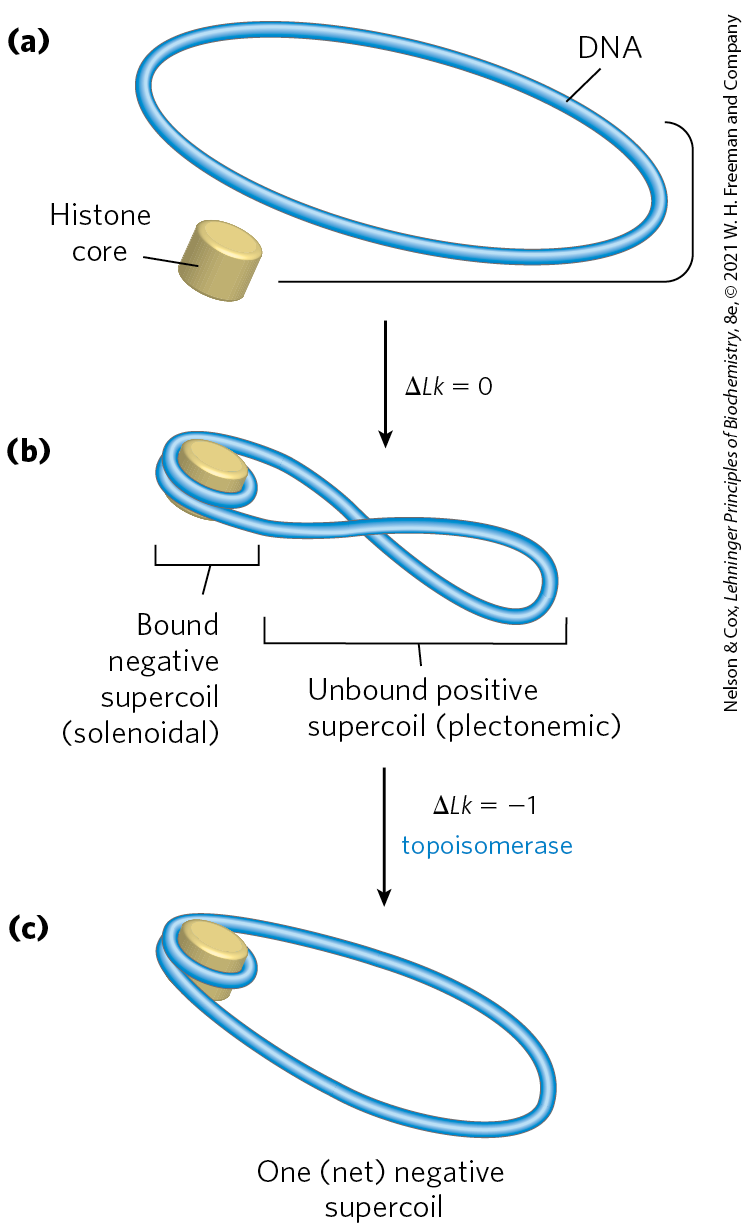 (a)
DNA
Histone
core
ΔLk = 0
(b)
Bound
negative
supercoil
(solenoidal)
Unbound positive
supercoil (plectonemic)
ΔLk = −1
topoisomerase
(c)
One (net) negative
supercoil
Nelson & Cox, Lehninger Principles of Biochemistry, 8e, © 2021 W. H. Freeman and Company